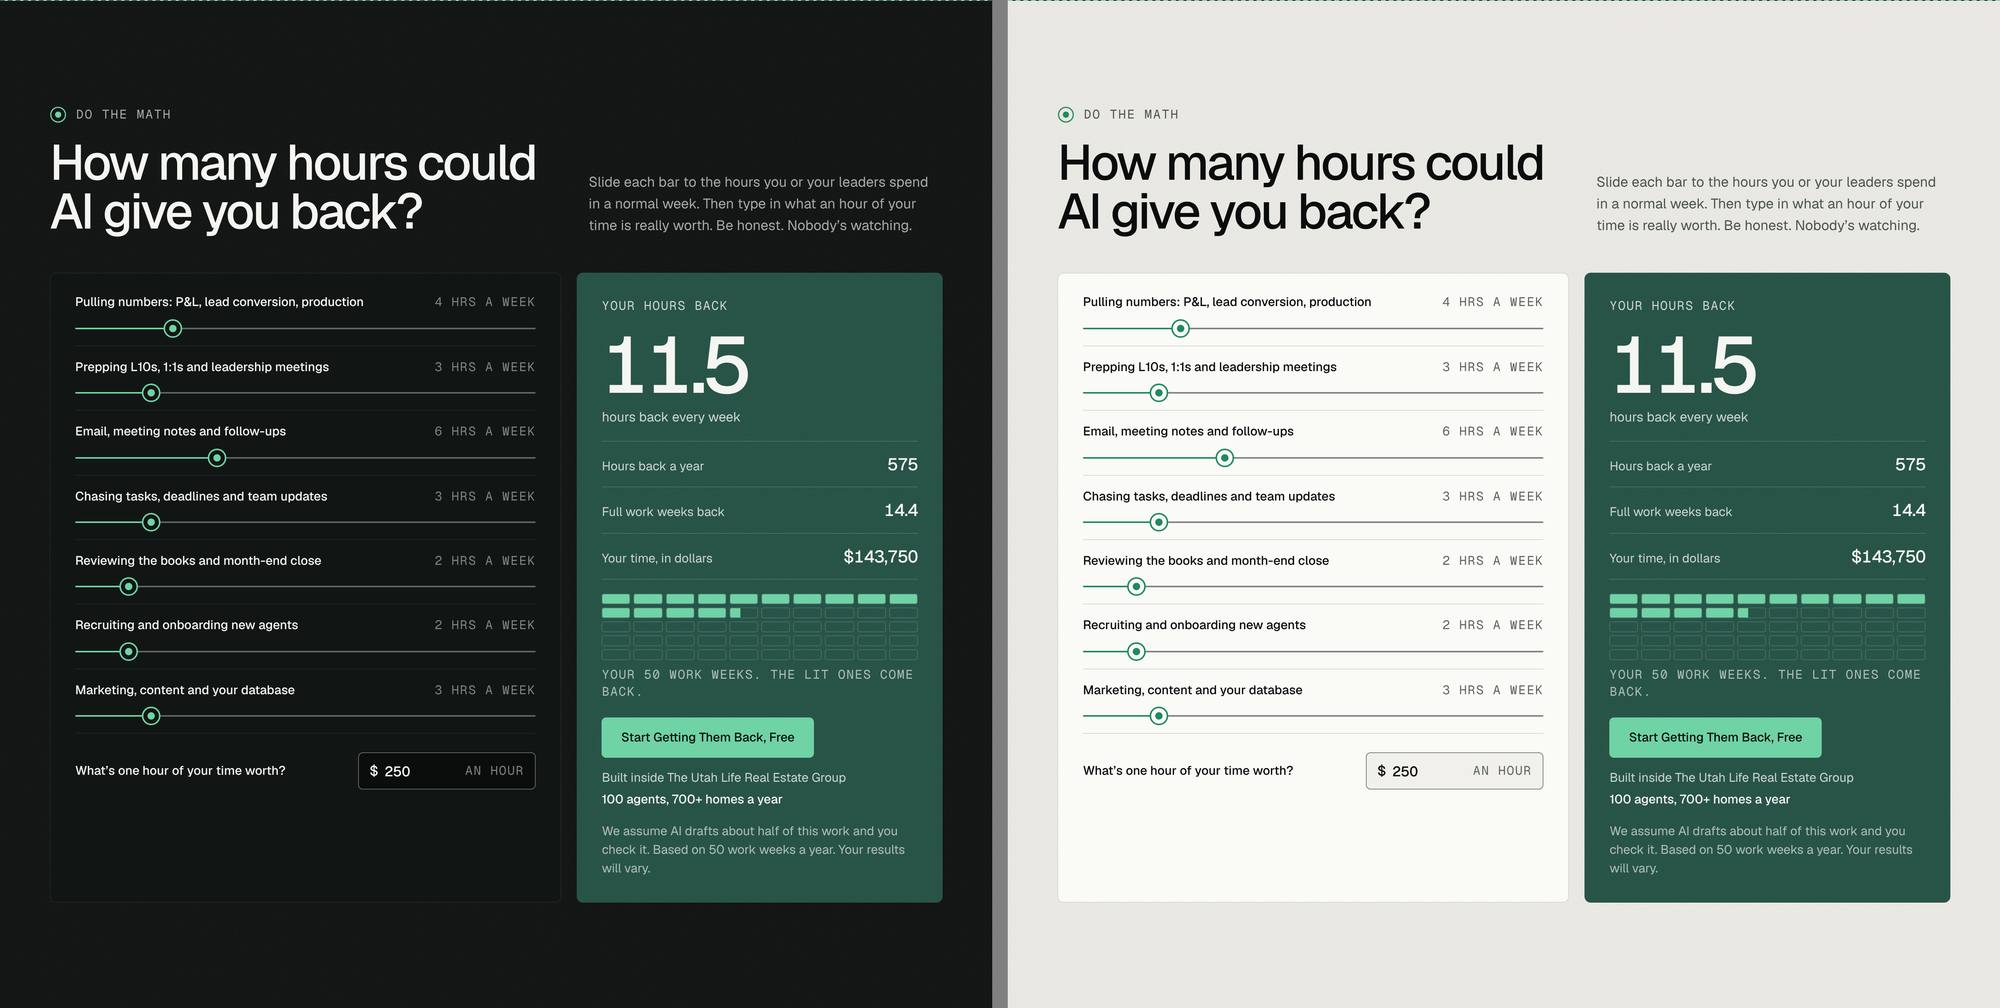 DO THE MATH
How many hours could
AI give you back?
Slide each bar to the hours you or your leaders spend
in a normal week. Then type in what an hour of your
time is really worth. Be honest. Nobody's watching.
Pulling numbers: P&L, lead conversion, production
4 HRS A WEEK
Prepping L10s, 1:1s and leadership meetings
3 HRS A WEEK
Email, meeting notes and follow-ups
6 HRS A WEEK
Chasing tasks, deadlines and team updates
3 HRS A WEEK
Reviewing the books and month-end close
2 HRS A WEEK
Recruiting and onboarding new agents
2 HRS A WEEK
Marketing, content and your database
3 HRS A WEEK
What's one hour of your time worth?
$ 250 AN HOUR
YOUR HOURS BACK
11.5
hours back every week
Hours back a year
575
Full work weeks back
14.4
Your time, in dollars
$143,750
YOUR 50 WORK WEEKS. THE LIT ONES COME
BACK.
Start Getting Them Back, Free
Built inside The Utah Life Real Estate Group
100 agents, 700+ homes a year
We assume AI drafts about half of this work and you
check it. Based on 50 work weeks a year. Your results
will vary.
DO THE MATH
How many hours could
AI give you back?
Slide each bar to the hours you or your leaders spend
in a normal week. Then type in what an hour of your
time is really worth. Be honest. Nobody's watching.
Pulling numbers: P&L, lead conversion, production
4 HRS A WEEK
Prepping L10s, 1:1s and leadership meetings
3 HRS A WEEK
Email, meeting notes and follow-ups
6 HRS A WEEK
Chasing tasks, deadlines and team updates
3 HRS A WEEK
Reviewing the books and month-end close
2 HRS A WEEK
Recruiting and onboarding new agents
2 HRS A WEEK
Marketing, content and your database
3 HRS A WEEK
What's one hour of your time worth?
$ 250 AN HOUR
YOUR HOURS BACK
11.5
hours back every week
Hours back a year
575
Full work weeks back
14.4
Your time, in dollars
$143,750
YOUR 50 WORK WEEKS. THE LIT ONES COME
BACK.
Start Getting Them Back, Free
Built inside The Utah Life Real Estate Group
100 agents, 700+ homes a year
We assume AI drafts about half of this work and you
check it. Based on 50 work weeks a year. Your results
will vary.